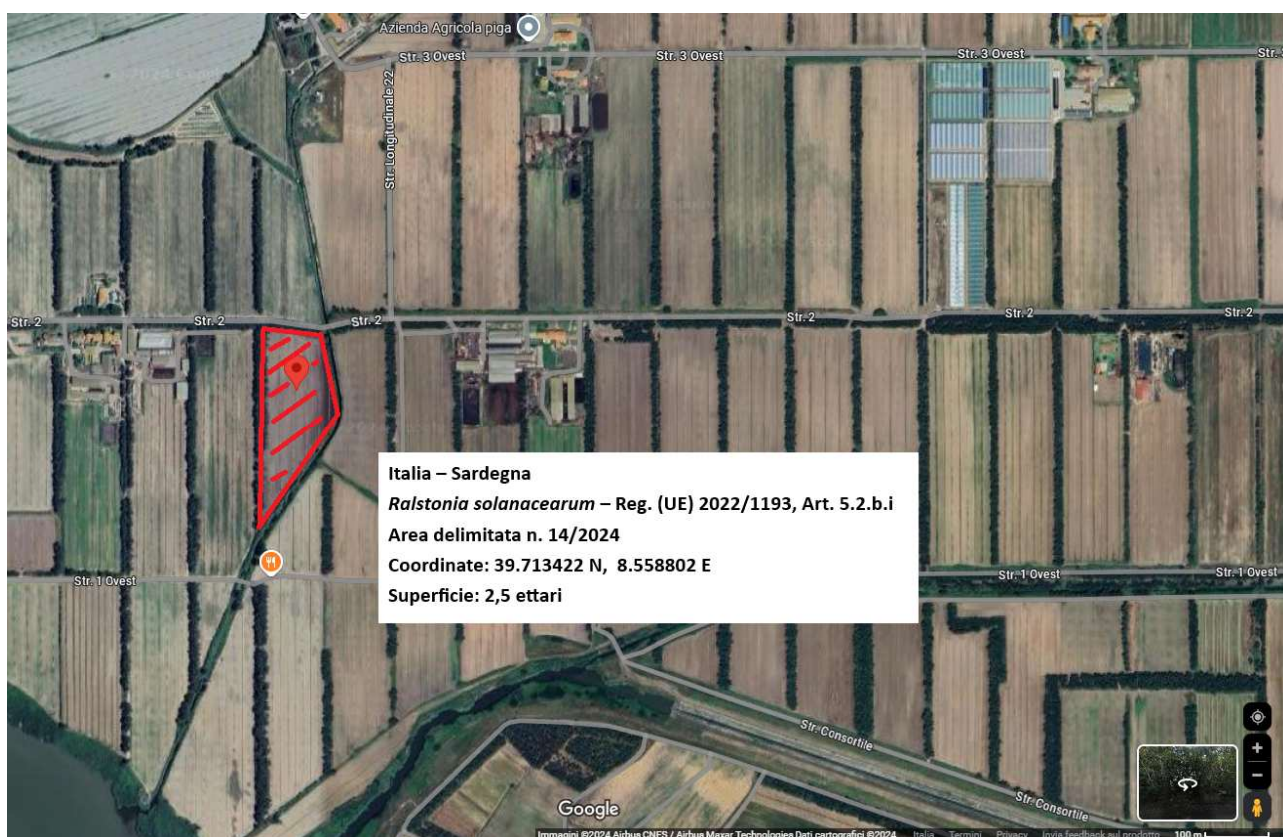 Azienda Agricola piga
Str. 3 Ovest
Str. 3 Ovest
Str. 3 Ovest
Str.
Str. Longitudinale 22
Str. 2
Str. 2
Str. 2
Str. 2
Str. 2
Str. 2
Italia – Sardegna
Ralstonia solanacearum – Reg. (UE) 2022/1193, Art. 5.2.b.i
Area delimitata n. 14/2024
Coordinate: 39.713422 N, 8.558802 E
Superficie: 2,5 ettari
Str. 1 Ovest
Str. 1 Ovest
Str. 1 Ovest
Str. Consortile
Str. Consortile
Google
Immagini ©2024 Airbus CNES / Airbus Maxar Technologies Dati cartografici ©2024 Italia Termini Privacy Invia feedback sul prodotto 100 m